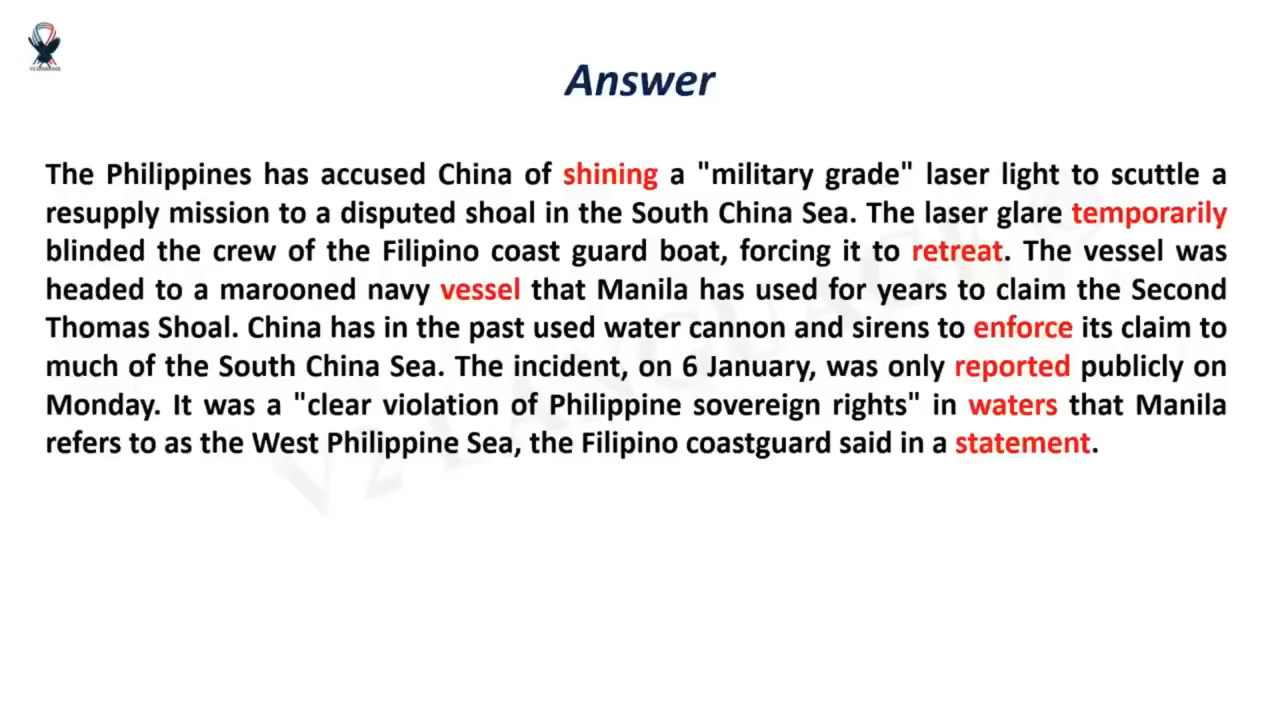 Answer
The Philippines has accused China of shining a "military grade" laser light to scuttle a
resupply mission to a disputed shoal in the South China Sea. The laser glare temporarily
blinded the crew of the Filipino coast guard boat, forcing it to retreat. The vessel was
headed to a marooned navy vessel that Manila has used for years to claim the Second
Thomas Shoal. China has in the past used water cannon and sirens to enforce its claim to
much of the South China Sea. The incident, on 6 January, was only reported publicly on
Monday. It was a "clear violation of Philippine sovereign rights" in waters that Manila
refers to as the West Philippine Sea, the Filipino coastguard said in a statement.
V2 LANGUAGE